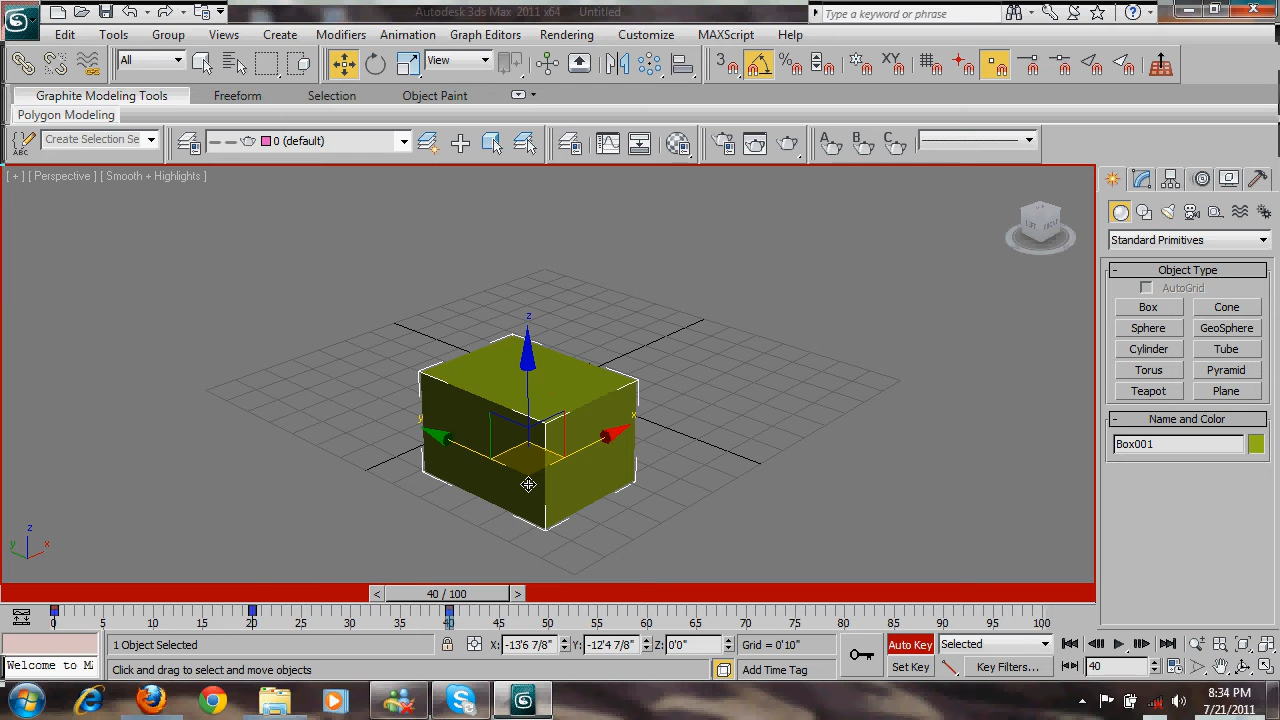 Autodesk 3ds Max 2011 x64 Untitled
Type a keyword or phrase
Edit Tools Group Views Create Modifiers Animation Graph Editors Rendering Customize MAXScript Help
All View 3 % XY
Graphite Modeling Tools Freeform Selection Object Paint
Polygon Modeling
ABC Create Selection Se 0 (default) A B C
[ + ] [ Perspective ] [ Smooth + Highlights ]
LEFT FRONT
Standard Primitives
Object Type
AutoGrid
Box Cone
Sphere GeoSphere
Cylinder Tube
Torus Pyramid
Teapot Plane
Name and Color
Box001
z
y x
z
y x
< 40 / 100 >
0 5 10 15 20 25 30 35 40 45 50 55 60 65 70 75 80 85 90 95 100
1 Object Selected X: -13'6 7/8" Y: -12'4 7/8" Z: 0'0" Grid = 0'10" Auto Key Selected
Welcome to M Click and drag to select and move objects Add Time Tag Set Key Key Filters... 40
8:34 PM
7/21/2011